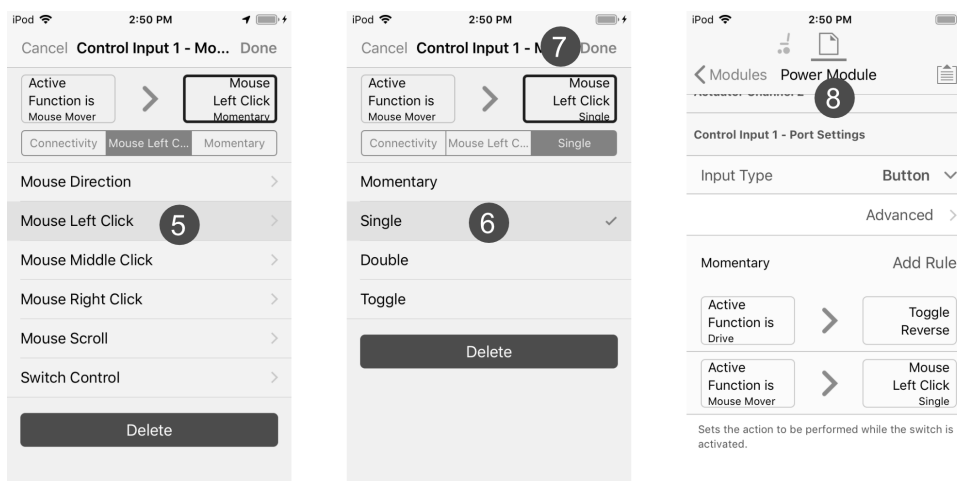 iPod 2:50 PM
Cancel Control Input 1 - Mo... Done
Active
Function is
Mouse Mover
Mouse
Left Click
Momentary
Connectivity Mouse Left C... Momentary
Mouse Direction
Mouse Left Click 5
Mouse Middle Click
Mouse Right Click
Mouse Scroll
Switch Control
Delete
iPod 2:50 PM
Cancel Control Input 1 - 7 Done
Active
Function is
Mouse Mover
Mouse
Left Click
Single
Connectivity Mouse Left C... Single
Momentary
Single 6
Double
Toggle
Delete
iPod 2:50 PM
Modules Power Module
8
Control Input 1 - Port Settings
Input Type Button
Advanced
Momentary Add Rule
Active
Function is
Drive
Toggle
Reverse
Active
Function is
Mouse Mover
Mouse
Left Click
Single
Sets the action to be performed while the switch is
activated.